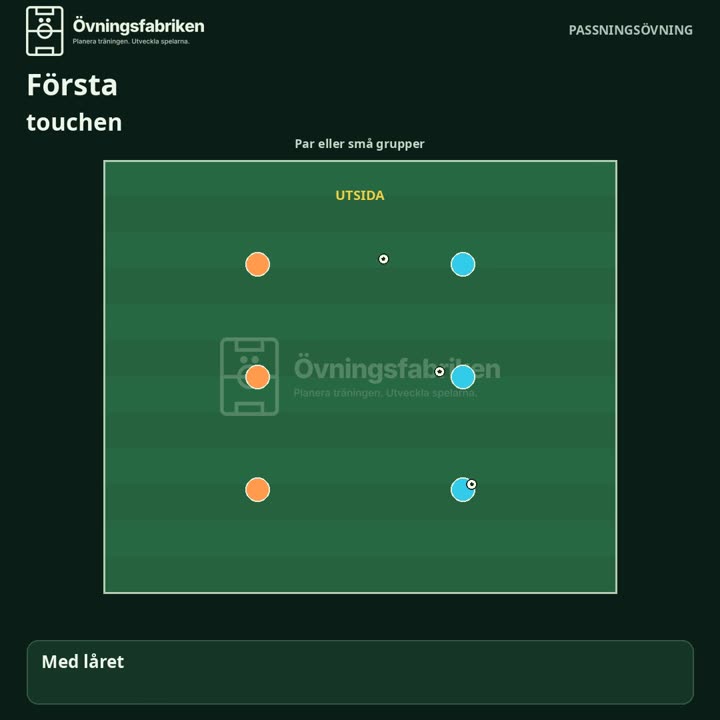 Övningsfabriken
Planera träningen. Utveckla spelarna.
PASSNINGSÖVNING
Första
touchen
Par eller små grupper
UTSIDA
Övningsfabriken
Planera träningen. Utveckla spelarna.
Med låret